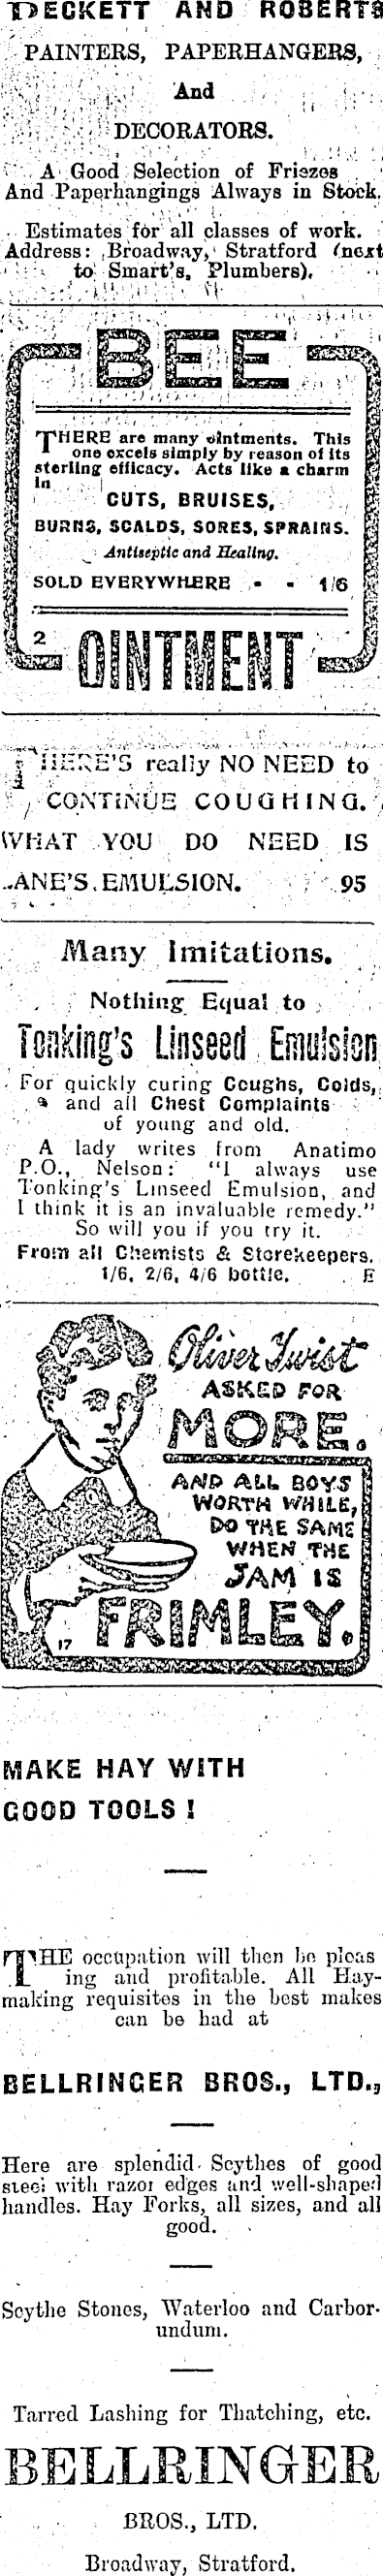 PECKETT AND ROBERTS
PAINTERS, PAPERHANGERS,
And
DECORATORS.
A Good Selection of Friezes
And Paperhangings Always in Stock.
Estimates for all classes of work.
Address: Broadway, Stratford (next
to Smart's, Plumbers).
BEE
THERE are many ointments. This
one excels simply by reason of its
sterling efficacy. Acts like a charm
in
CUTS, BRUISES,
BURNS, SCALDS, SORES, SPRAINS.
Antiseptic and Healing.
SOLD EVERYWHERE - - 1/6
2
OINTMENT
THERE'S really NO NEED to
CONTINUE COUGHING.
WHAT YOU DO NEED IS
LANE'S EMULSION. 95
Many Imitations.
Nothing Equal to
Tonking's Linseed Emulsion
For quickly curing Coughs, Colds,
and all Chest Complaints
of young and old.
A lady writes from Anatimo
P.O., Nelson: "I always use
Tonking's Linseed Emulsion, and
I think it is an invaluable remedy."
So will you if you try it.
From all Chemists & Storekeepers.
1/6, 2/6, 4/6 bottle. E
Oliver Twist
ASKED FOR
MORE.
AND ALL BOYS
WORTH WHILE,
DO THE SAME
WHEN THE
JAM IS
FRIMLEY.
17
MAKE HAY WITH
GOOD TOOLS !
THE occupation will then be pleas
ing and profitable. All Hay-
making requisites in the best makes
can be had at
BELLRINGER BROS., LTD.,
Here are splendid Scythes of good
steel with razor edges and well-shaped
handles. Hay Forks, all sizes, and all
good.
Scythe Stones, Waterloo and Carbor-
undum.
Tarred Lashing for Thatching, etc.
BELLRINGER
BROS., LTD.
Broadway, Stratford.